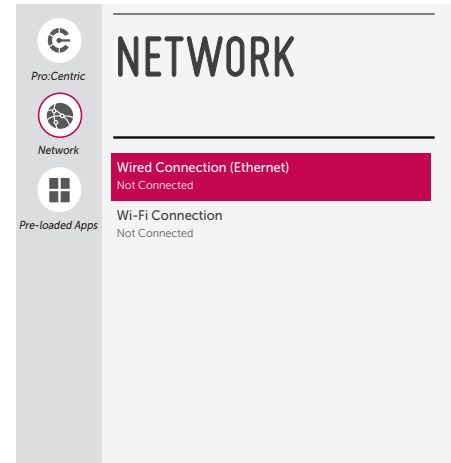 Pro:Centric
Network
Pre-loaded Apps
NETWORK
Wired Connection (Ethernet)
Not Connected
Wi-Fi Connection
Not Connected